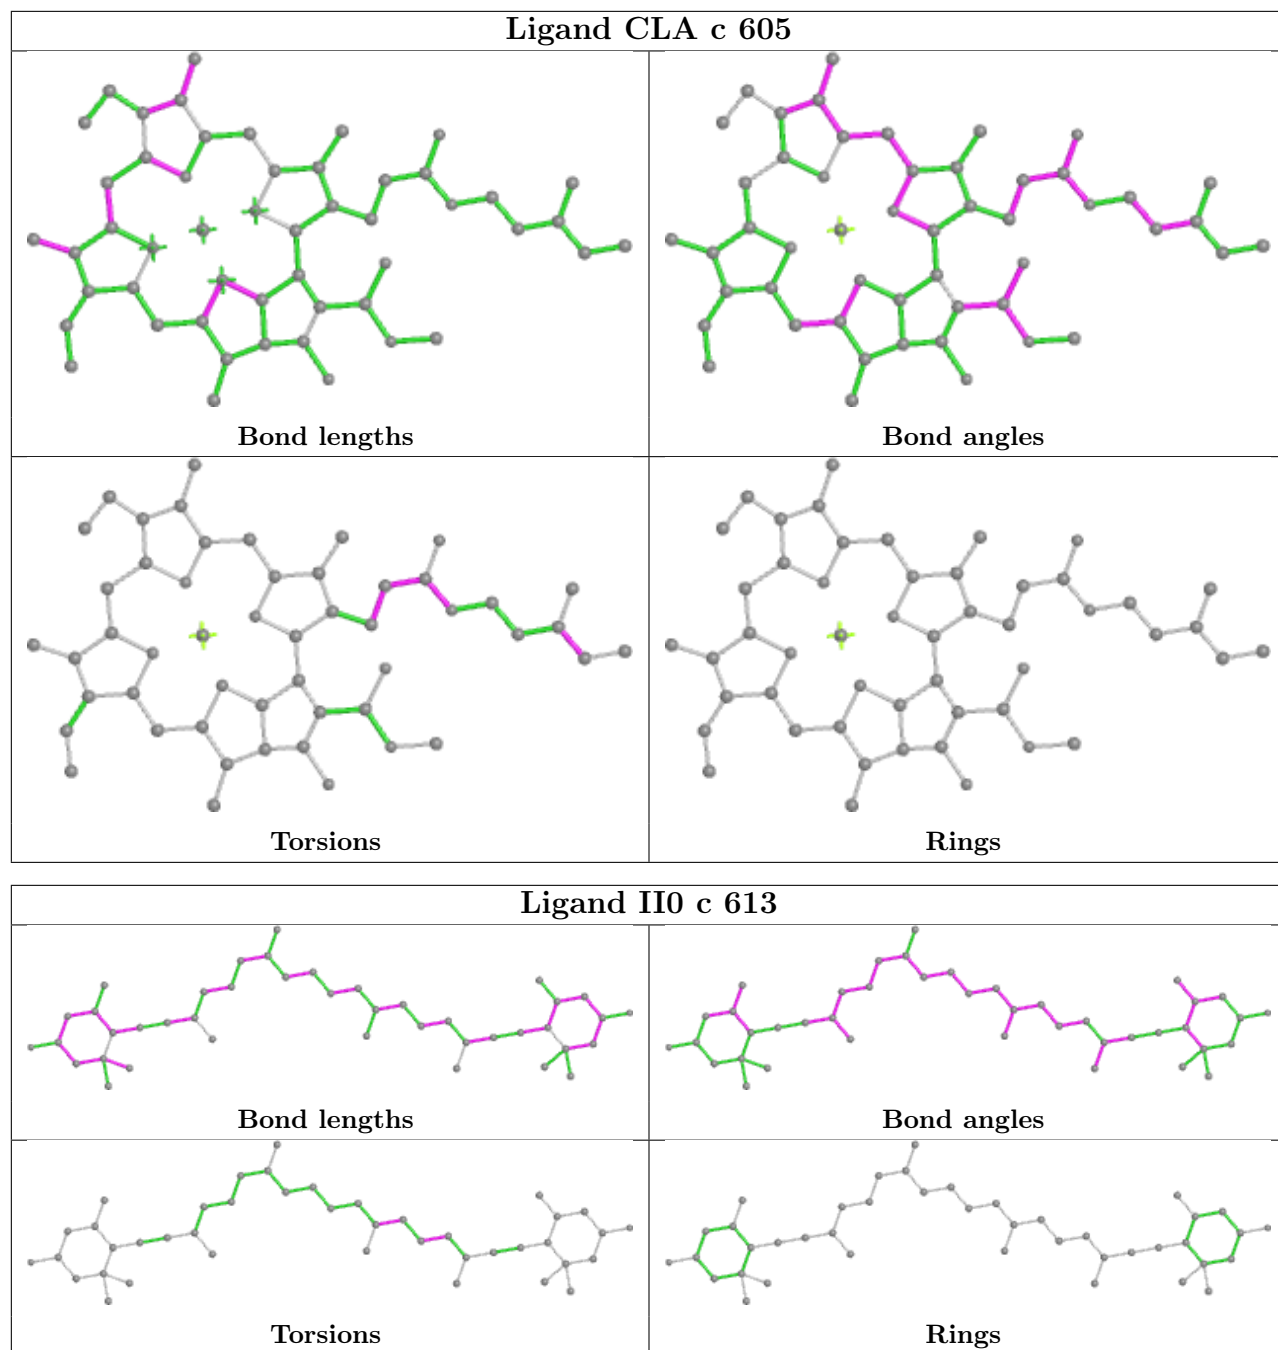 Ligand CLA c 605
Bond lengths
Bond angles
Torsions
Rings
Ligand II0 c 613
Bond lengths
Bond angles
Torsions
Rings